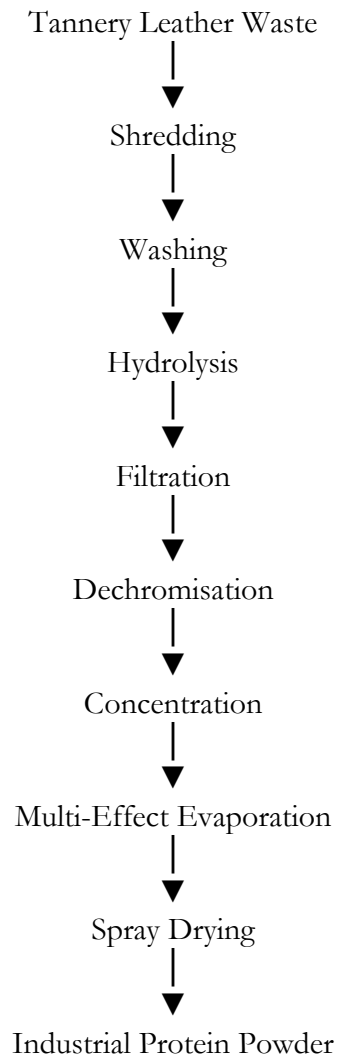 Tannery Leather Waste
Shredding
Washing
Hydrolysis
Filtration
Dechromisation
Concentration
Multi-Effect Evaporation
Spray Drying
Industrial Protein Powder